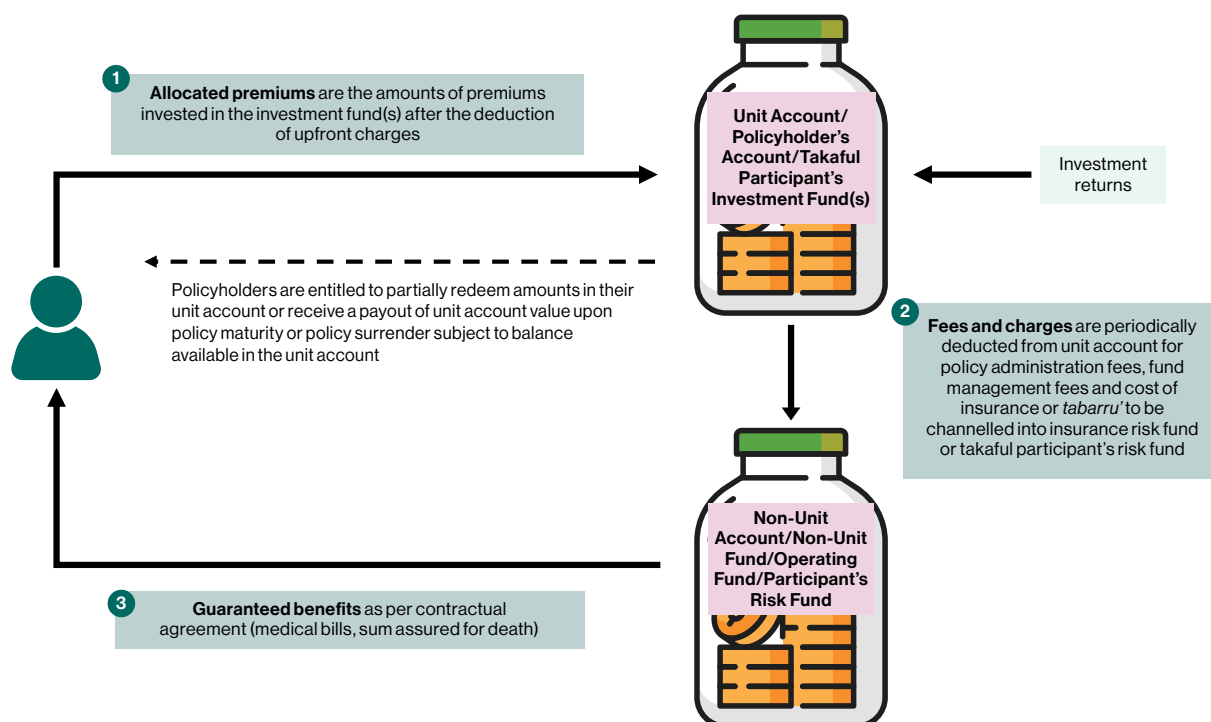 1
Allocated premiums are the amounts of premiums
invested in the investment fund(s) after the deduction
of upfront charges
Unit Account/
Policyholder's
Account/Takaful
Participant's
Investment Fund(s)
Investment
returns
Policyholders are entitled to partially redeem amounts in their
unit account or receive a payout of unit account value upon
policy maturity or policy surrender subject to balance
available in the unit account
2
Fees and charges are periodically
deducted from unit account for
policy administration fees, fund
management fees and cost of
insurance or tabarru' to be
channelled into insurance risk fund
or takaful participant's risk fund
Non-Unit
Account/Non-Unit
Fund/Operating
Fund/Participant's
Risk Fund
3
Guaranteed benefits as per contractual
agreement (medical bills, sum assured for death)